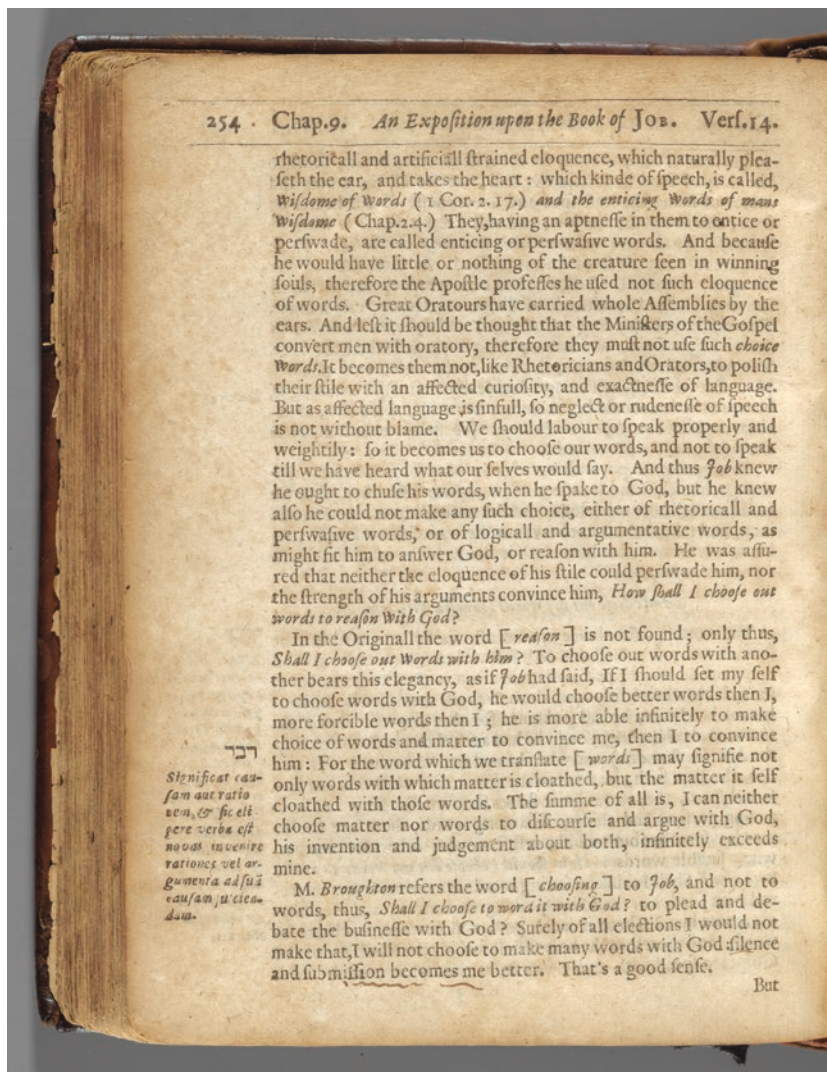 254 Chap.9. An Expoſition upon the Book of JOB. Verſ.14.
rhetoricall and artificiall ſtrained eloquence, which naturally plea-
ſeth the ear, and takes the heart : which kinde of ſpeech, is called,
Wiſdome of Words ( 1 Cor. 2. 17.) and the enticing Words of mans
Wiſdome ( Chap.2.4.) They,having an aptneſſe in them to entice or
perſwade, are called enticing or perſwaſive words. And becauſe
he would have little or nothing of the creature ſeen in winning
ſouls, therefore the Apoſtle profeſſes he uſed not ſuch eloquence
of words. Great Oratours have carried whole Aſſemblies by the
ears. And leſt it ſhould be thought that the Miniſters of theGoſpel
convert men with oratory, therefore they muſt not uſe ſuch choice
Words.It becomes them not,like Rhetoricians andOrators,to poliſh
their ſtile with an affected curioſity, and exactneſſe of language.
But as affected language is ſinfull, ſo neglect or rudeneſſe of ſpeech
is not without blame. We ſhould labour to ſpeak properly and
weightily : ſo it becomes us to chooſe our words, and not to ſpeak
till we have heard what our ſelves would ſay. And thus Job knew
he ought to chuſe his words, when he ſpake to God, but he knew
alſo he could not make any ſuch choice, either of rhetoricall and
perſwaſive words, or of logicall and argumentative words, as
might fit him to anſwer God, or reaſon with him. He was aſſu-
red that neither the eloquence of his ſtile could perſwade him, nor
the ſtrength of his arguments convince him, How ſhall I chooſe out
words to reaſon With God?
In the Originall the word [ reaſon ] is not found ; only thus,
Shall I chooſe out Words with him ? To chooſe out words with ano-
ther bears this elegancy, as if Job had ſaid, If I ſhould ſet my ſelf
to chooſe words with God, he would chooſe better words then I,
more forcible words then I ; he is more able infinitely to make
choice of words and matter to convince me, then I to convince
him : For the word which we tranſlate [ words ] may ſignifie not
only words with which matter is cloathed, but the matter it ſelf
cloathed with thoſe words. The ſumme of all is, I can neither
chooſe matter nor words to diſcourſe and argue with God,
his invention and judgement about both, infinitely exceeds
mine.
M. Broughton refers the word [ chooſing ] to Job, and not to
words, thus, Shall I chooſe to word it with God? to plead and de-
bate the buſineſſe with God ? Surely of all elections I would not
make that,I will not chooſe to make many words with God ſilence
and ſubmiſſion becomes me better. That's a good ſenſe.
But
דבר
Significat cau-
ſam aut ratio
nem, & ſic eli
gere verba eſt
novas invenire
rationes vel ar-
gumenta ad ſuā
cauſam
dam.